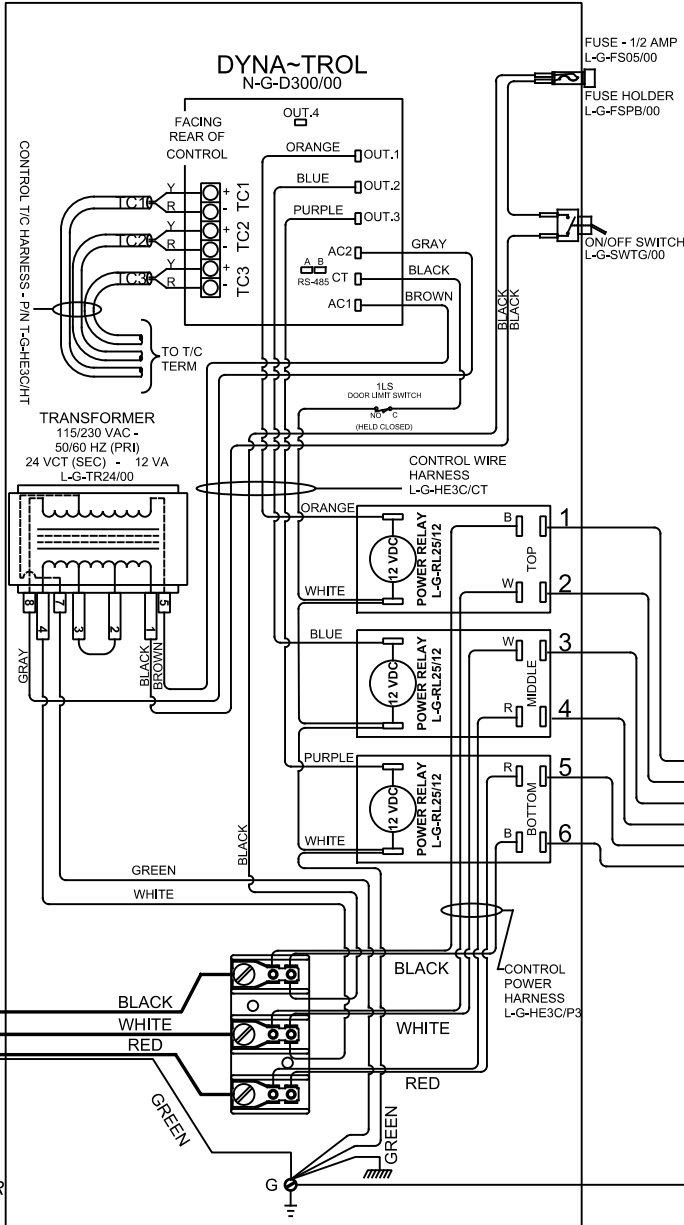 DYNA~TROL
N-G-D300/00
FUSE - 1/2 AMP
L-G-FS05/00
FUSE HOLDER
L-G-FSPB/00
ON/OFF SWITCH
L-G-SWTG/00
BLACK
BLACK
OUT.4
FACING
REAR OF
CONTROL
ORANGE
OUT.1
BLUE
OUT.2
PURPLE
OUT.3
AC2
GRAY
A B
RS-485
CT
BLACK
AC1
BROWN
C1
Y
R
+
-
TC1
C2
Y
R
+
-
TC2
C3
Y
R
+
-
TC3
CONTROL T/C HARNESS - P/N T-G-HE3C/HT
TO T/C
TERM
1LS
DOOR LIMIT SWITCH
NO C
(HELD CLOSED)
TRANSFORMER
115/230 VAC -
50/60 HZ (PRI)
24 VCT (SEC) - 12 VA
L-G-TR24/00
8
4
7
3
2
1
5
GRAY
BLACK
BROWN
CONTROL WIRE
HARNESS
L-G-HE3C/CT
ORANGE
WHITE
12 VDC
POWER RELAY
L-G-RL25/12
B
W
TOP
1
2
BLUE
12 VDC
POWER RELAY
L-G-RL25/12
W
R
MIDDLE
3
4
PURPLE
WHITE
12 VDC
POWER RELAY
L-G-RL25/12
R
B
BOTTOM
5
6
BLACK
GREEN
WHITE
CONTROL
POWER
HARNESS
L-G-HE3C/P3
BLACK
WHITE
RED
BLACK
WHITE
RED
GREEN
GREEN
G
R